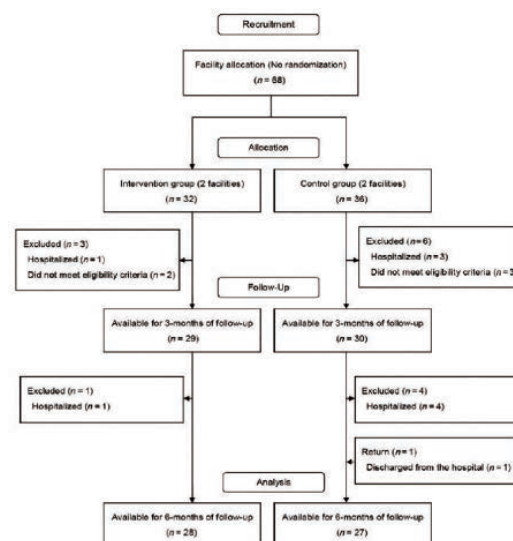 Recruitment
Facility allocation (No randomization)
(n = 68)
Allocation
Intervention group (2 facilities)
(n = 32)
Control group (2 facilities)
(n = 36)
Excluded (n = 3)
Hospitalized (n = 1)
Did not meet eligibility criteria (n = 2)
Excluded (n = 6)
Hospitalized (n = 3)
Did not meet eligibility criteria (n = 3
Follow-Up
Available for 3-months of follow-up
(n = 29)
Available for 3-months of follow-up
(n = 30)
Excluded (n = 1)
Hospitalized (n = 1)
Excluded (n = 4)
Hospitalized (n = 4)
Return (n = 1)
Discharged from the hospital (n = 1)
Analysis
Available for 6-months of follow-up
(n = 28)
Available for 6-months of follow-up
(n = 27)